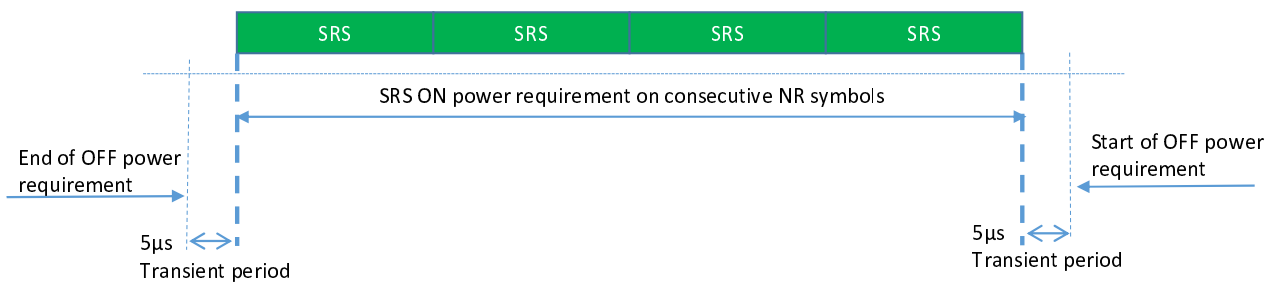 SRS SRS SRS SRS
SRS ON power requirement on consecutive NR symbols
End of OFF power
requirement
Start of OFF power
requirement
5µs
Transient period
5µs
Transient period